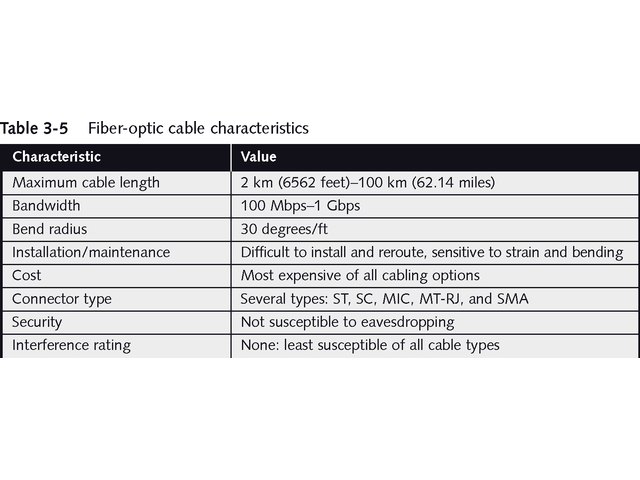 Table 3-5 Fiber-optic cable characteristics
Characteristic Value
Maximum cable length 2 km (6562 feet)–100 km (62.14 miles)
Bandwidth 100 Mbps–1 Gbps
Bend radius 30 degrees/ft
Installation/maintenance Difficult to install and reroute, sensitive to strain and bending
Cost Most expensive of all cabling options
Connector type Several types: ST, SC, MIC, MT-RJ, and SMA
Security Not susceptible to eavesdropping
Interference rating None: least susceptible of all cable types